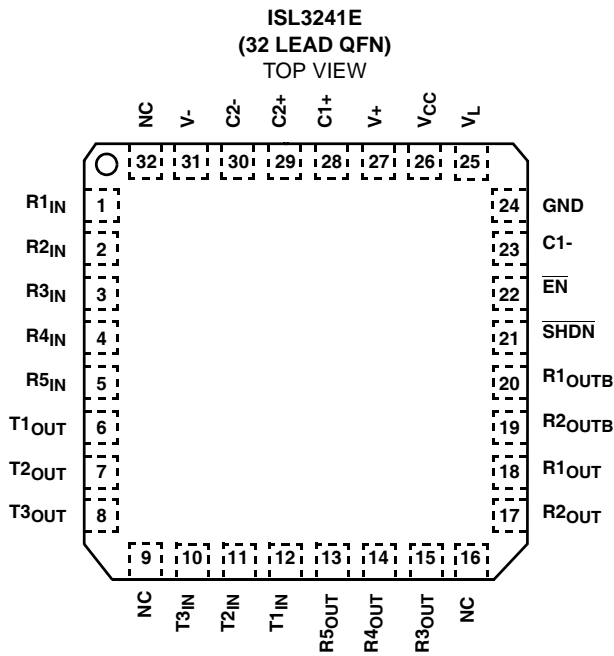 ISL3241E
(32 LEAD QFN)
TOP VIEW
NC V- C2- C2+ C1+ V+ VCC VL
32 31 30 29 28 27 26 25
R1IN 1 24 GND
R2IN 2 23 C1-
R3IN 3 22 EN
R4IN 4 21 SHDN
R5IN 5 20 R1OUTB
T1OUT 6 19 R2OUTB
T2OUT 7 18 R1OUT
T3OUT 8 17 R2OUT
9 10 11 12 13 14 15 16
NC T3IN T2IN T1IN R5OUT R4OUT R3OUT NC